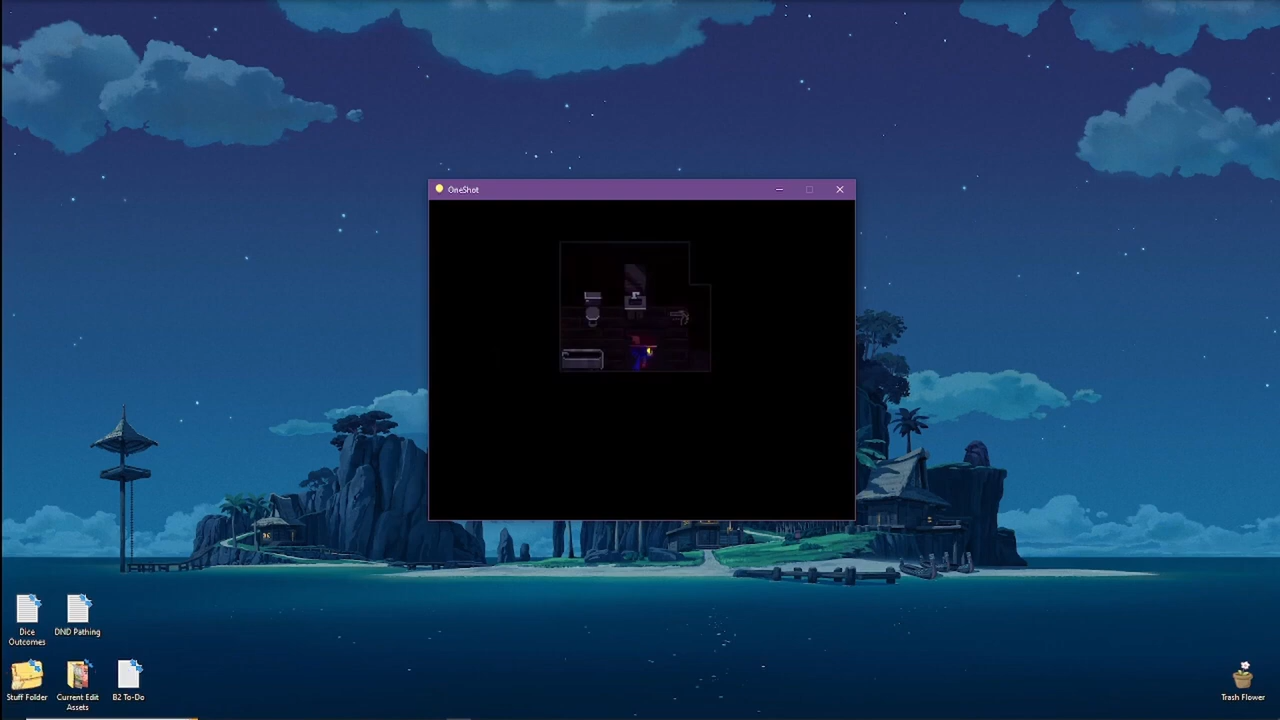 OneShot
Dice
Outcomes
DND Pathing
Stuff Folder
Current Edit
Assets
B2 To-Do
Trash Flower